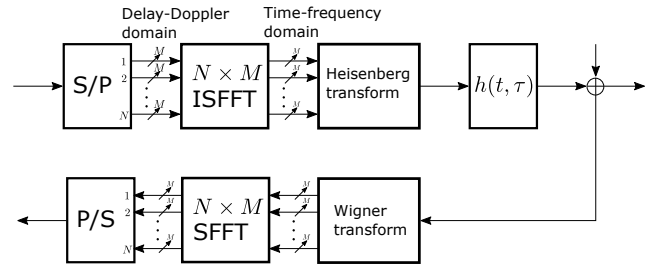 Delay-Doppler
domain
Time-frequency
domain
S/P
1
2
⋮
N
M
M
M
N × M
ISFFT
M
M
M
Heisenberg
transform
h(t, τ)
P/S
1
2
⋮
N
M
M
M
N × M
SFFT
M
M
M
Wigner
transform